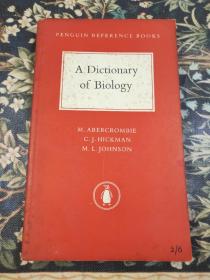 PENGUIN REFERENCE BOOKS
A Dictionary
of Biology
M. ABERCROMBIE
C. J. HICKMAN
M. L. JOHNSON
2/6